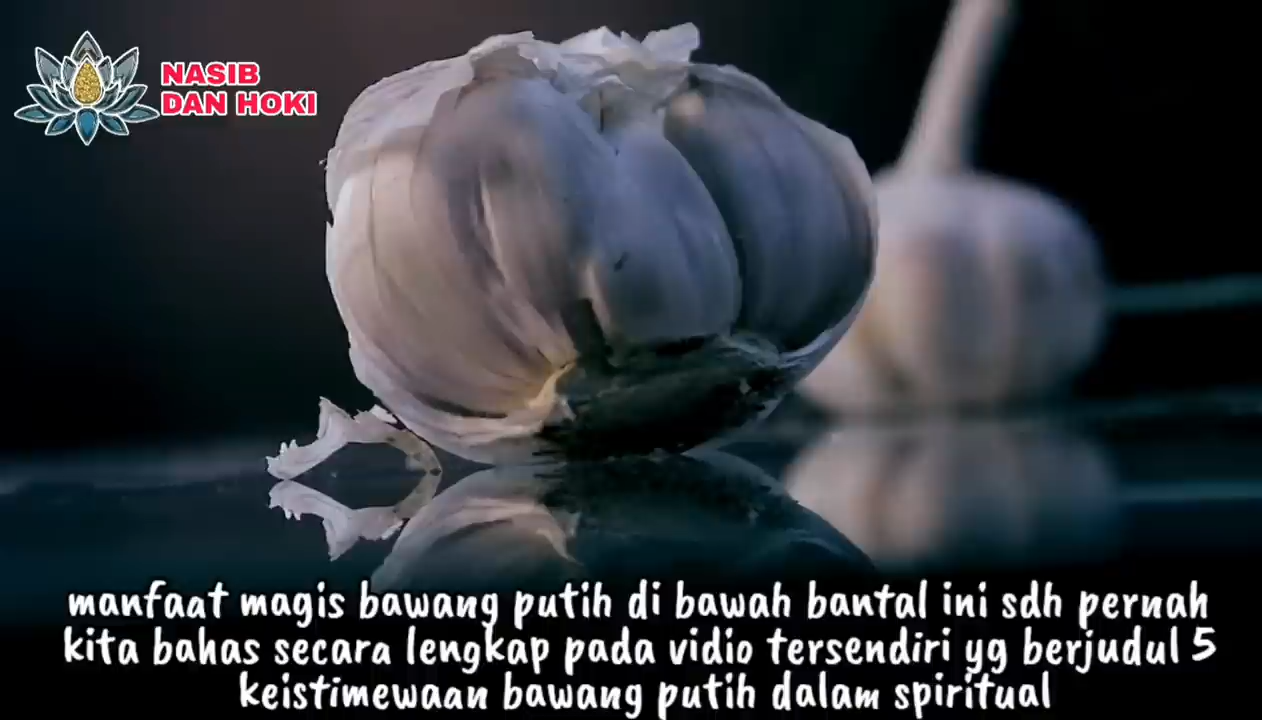 NASIB
DAN HOKI
manfaat magis bawang putih di bawah bantal ini sdh pernah
kita bahas secara lengkap pada vidio tersendiri yg berjudul 5
keistimewaan bawang putih dalam spiritual